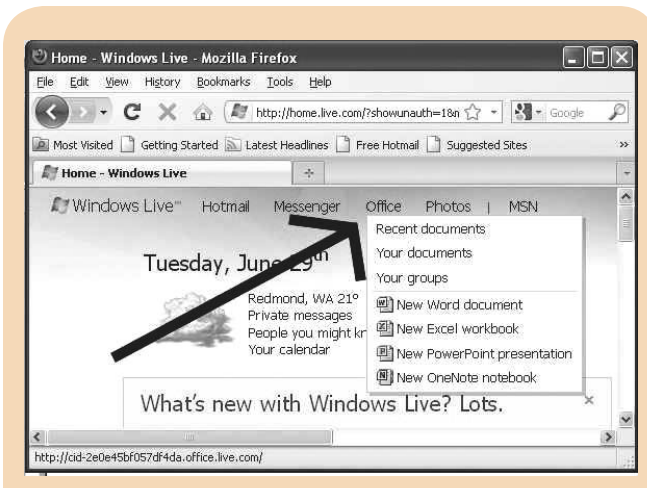 Home - Windows Live - Mozilla Firefox
File Edit View History Bookmarks Tools Help
http://home.live.com/?showunauth=1&n Google
Most Visited Getting Started Latest Headlines Free Hotmail Suggested Sites »
Home - Windows Live
Windows Live™ Hotmail Messenger Office Photos | MSN
Recent documents
Your documents
Your groups
New Word document
New Excel workbook
New PowerPoint presentation
New OneNote notebook
Tuesday, June 29th
Redmond, WA 21°
Private messages
People you might kr
Your calendar
What's new with Windows Live? Lots.
http://cid-2e0e45bf057df4da.office.live.com/